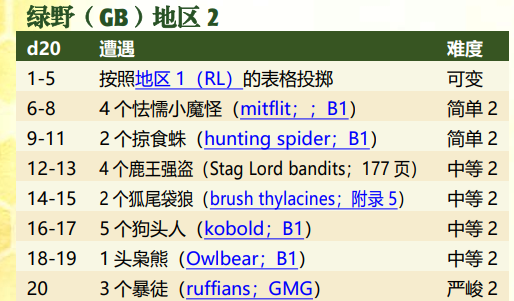 绿野（GB）地区 2
d20 遭遇 难度
1-5 按照地区 1（RL）的表格投掷 可变
6-8 4 个怯懦小魔怪（mitflit；；B1） 简单 2
9-11 2 个掠食蛛（hunting spider；B1） 简单 2
12-13 4 个鹿王强盗（Stag Lord bandits；177 页） 中等 2
14-15 2 个狐尾袋狼（brush thylacines；附录 5） 中等 2
16-17 5 个狗头人（kobold；B1） 中等 2
18-19 1 头枭熊（Owlbear；B1） 中等 2
20 3 个暴徒（ruffians；GMG） 严峻 2